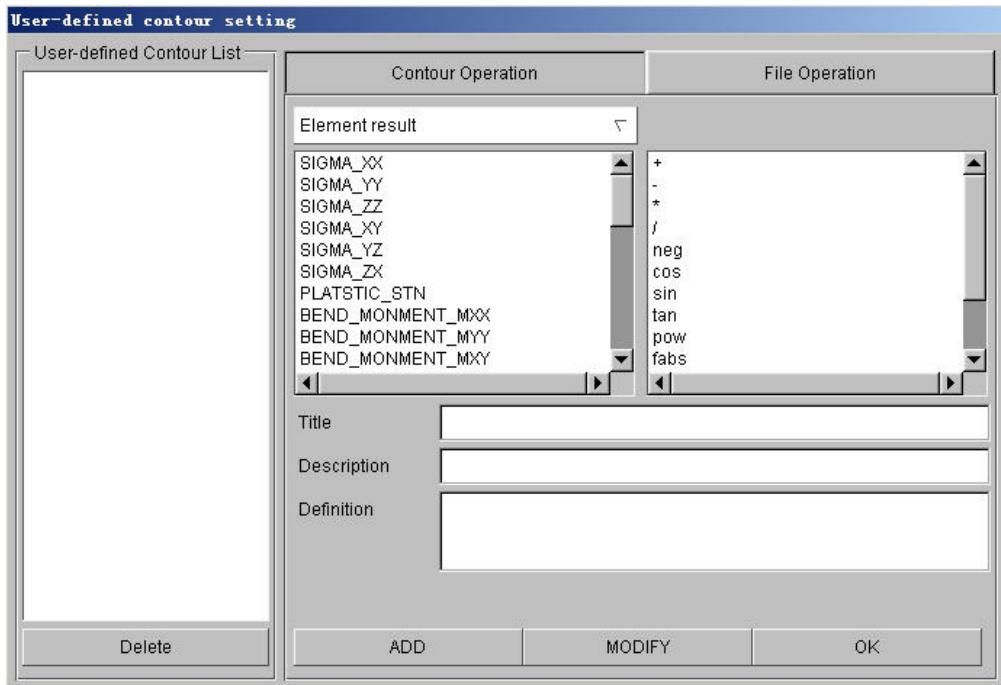 User-defined contour setting
User-defined Contour List
Contour Operation
File Operation
Element result
SIGMA_XX
SIGMA_YY
SIGMA_ZZ
SIGMA_XY
SIGMA_YZ
SIGMA_ZX
PLATSTIC_STN
BEND_MONMENT_MXX
BEND_MONMENT_MYY
BEND_MONMENT_MXY
+
-
*
/
neg
cos
sin
tan
pow
fabs
Title
Description
Definition
Delete
ADD
MODIFY
OK